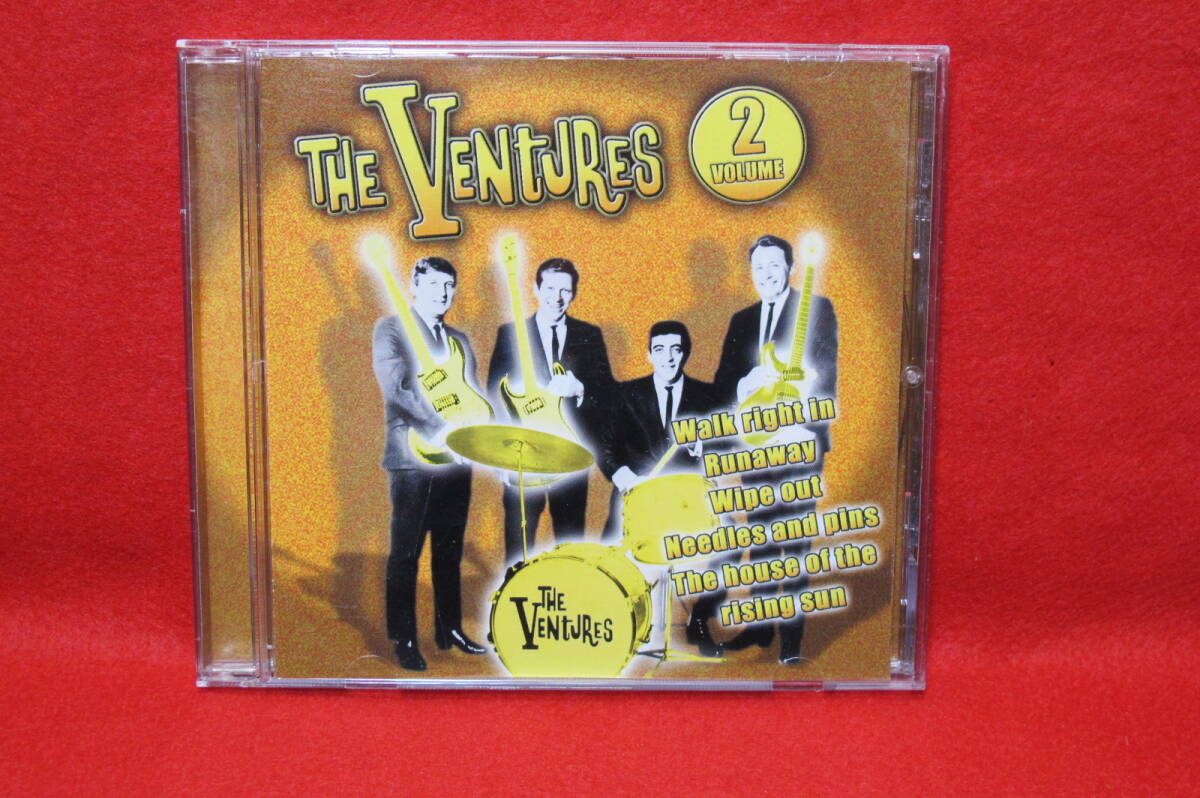 THE VENTURES
2
VOLUME
Walk right in
Runaway
Wipe out
Needles and pins
The house of the
rising sun
THE
VENTURES